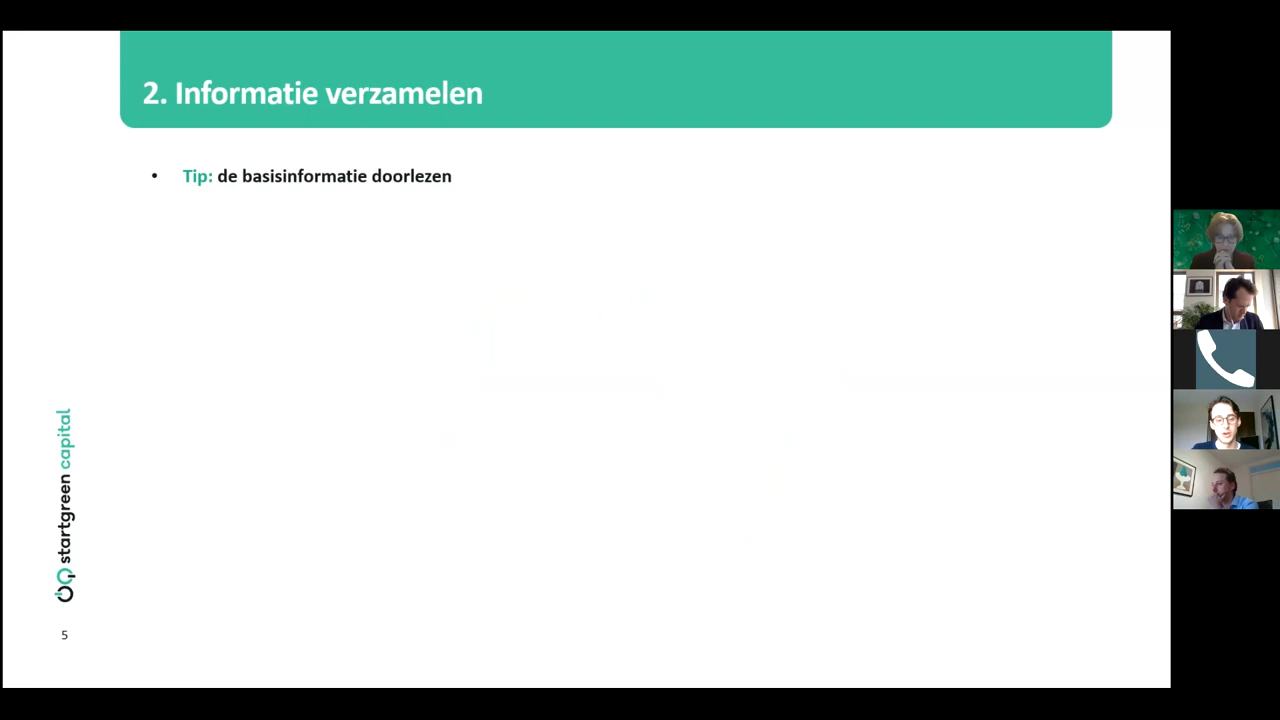 2. Informatie verzamelen
• Tip: de basisinformatie doorlezen
startgreen capital
5